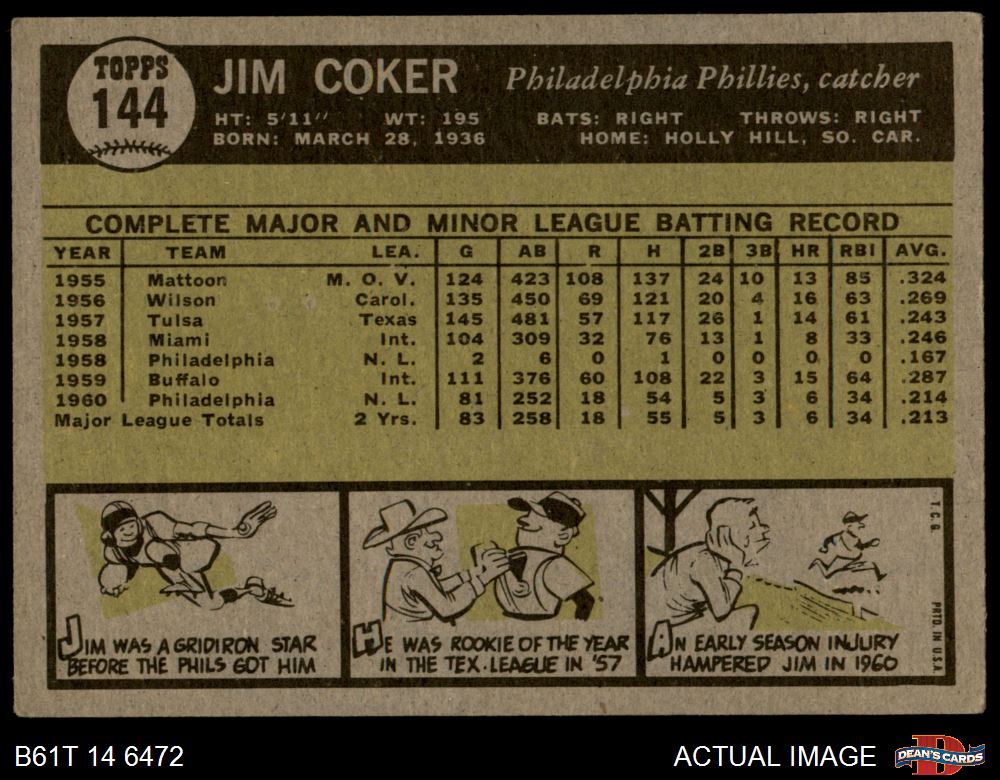 TOPPS
144
JIM COKER
Philadelphia Phillies, catcher
HT: 5'11" WT: 195 BATS: RIGHT THROWS: RIGHT
BORN: MARCH 28, 1936 HOME: HOLLY HILL, SO. CAR.
COMPLETE MAJOR AND MINOR LEAGUE BATTING RECORD
YEAR TEAM LEA. G AB R H 2B 3B HR RBI AVG.
1955 Mattoon M. O. V. 124 423 108 137 24 10 13 85 .324
1956 Wilson Carol. 135 450 69 121 20 4 16 63 .269
1957 Tulsa Texas 145 481 57 117 26 1 14 61 .243
1958 Miami Int. 104 309 32 76 13 1 8 33 .246
1958 Philadelphia N. L. 2 6 0 1 0 0 0 0 .167
1959 Buffalo Int. 111 376 60 108 22 3 15 64 .287
1960 Philadelphia N. L. 81 252 18 54 5 3 6 34 .214
Major League Totals 2 Yrs. 83 258 18 55 5 3 6 34 .213
JIM WAS A GRIDIRON STAR
BEFORE THE PHILS GOT HIM
HE WAS ROOKIE OF THE YEAR
IN THE TEX. LEAGUE IN '57
AN EARLY SEASON INJURY
HAMPERED JIM IN 1960
T.C.G.
PRTD. IN U.S.A.
B61T 14 6472
ACTUAL IMAGE
DEAN'S CARDS